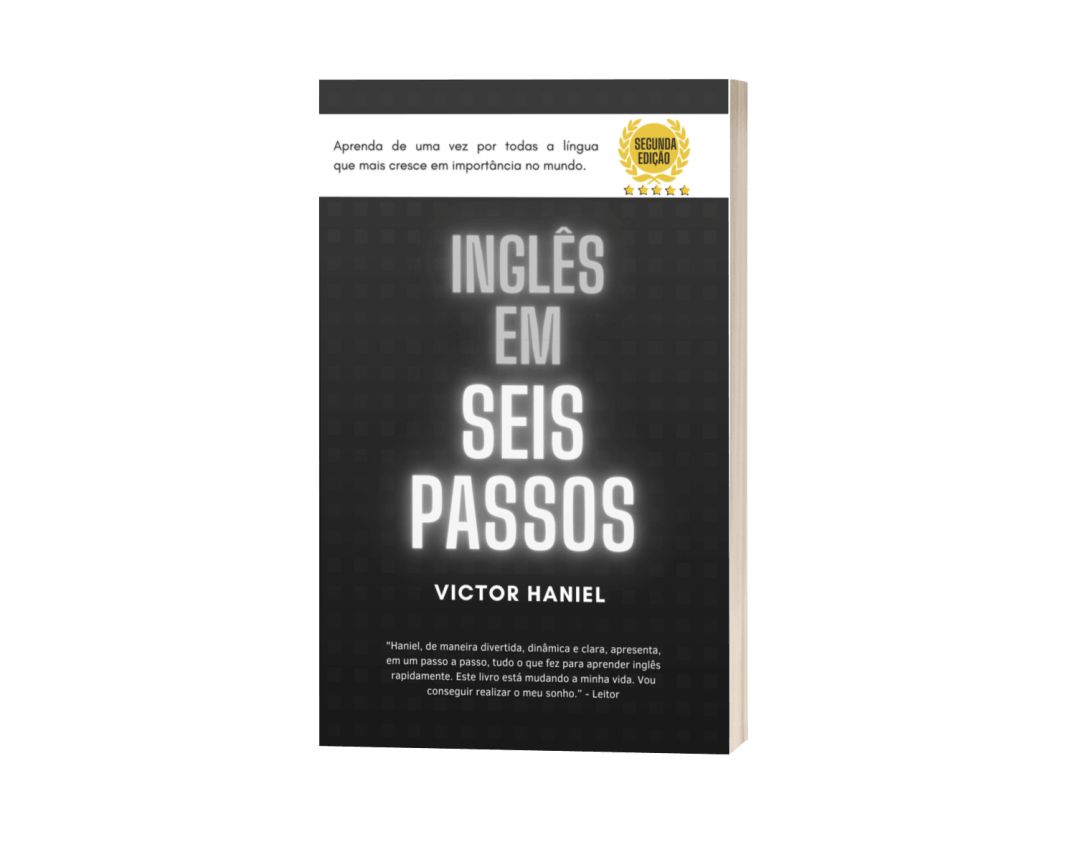 Aprenda de uma vez por todas a língua
que mais cresce em importância no mundo.
SEGUNDA
EDIÇÃO
INGLÊS
EM
SEIS
PASSOS
VICTOR HANIEL
"Haniel, de maneira divertida, dinâmica e clara, apresenta,
em um passo a passo, tudo o que fez para aprender inglês
rapidamente. Este livro está mudando a minha vida. Vou
conseguir realizar o meu sonho." - Leitor